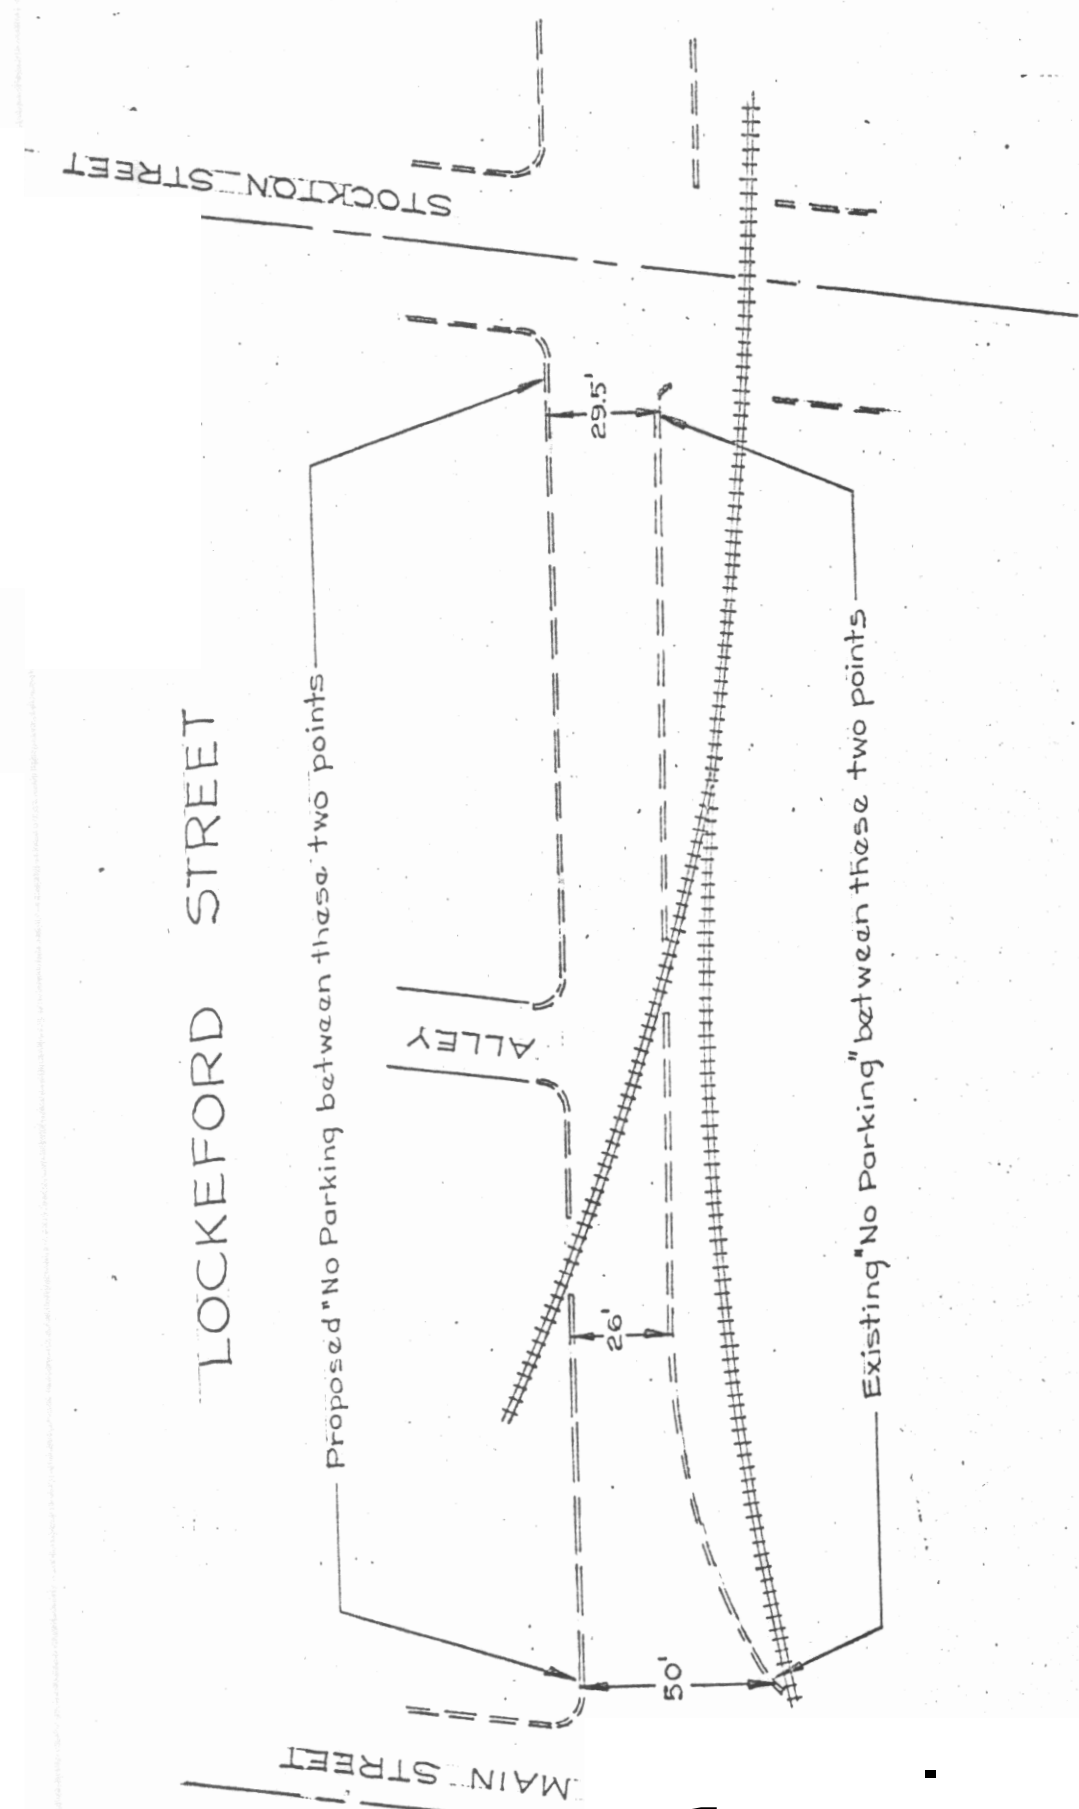 STOCKTON STREET
LOCKEFORD STREET
Proposed "No Parking between these two points
29.5'
ALLEY
26'
50'
Existing "No Parking" between these two points
MAIN STREET